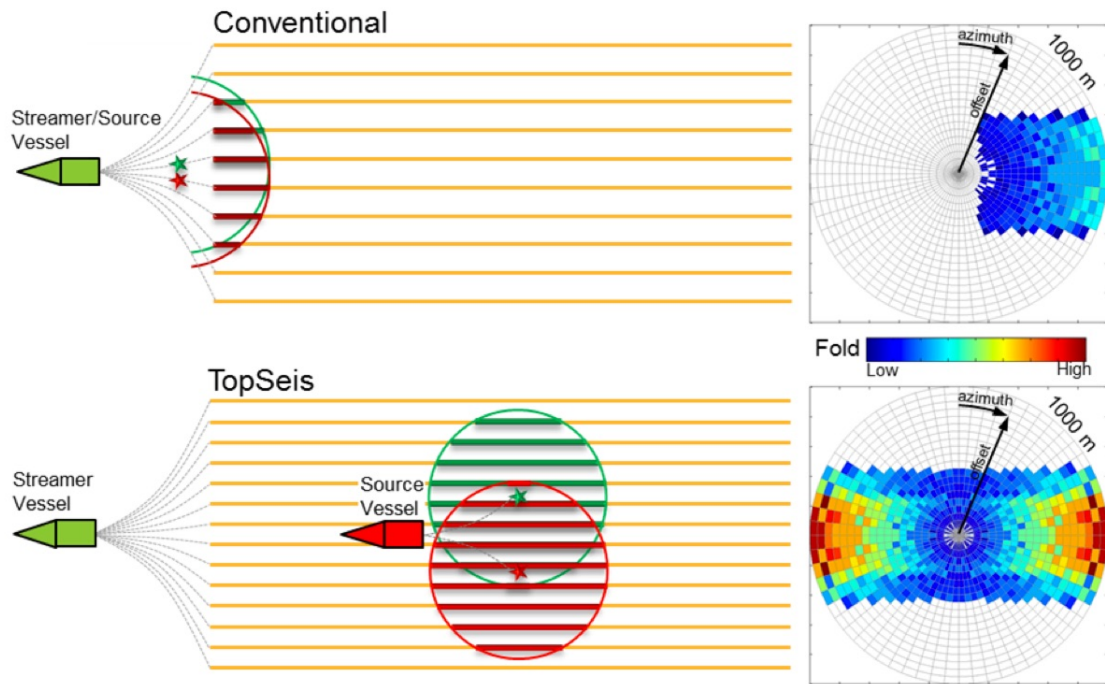 Conventional
Streamer/Source
Vessel
azimuth
1000 m
offset
Fold
Low
High
TopSeis
Streamer
Vessel
Source
Vessel
azimuth
1000 m
offset